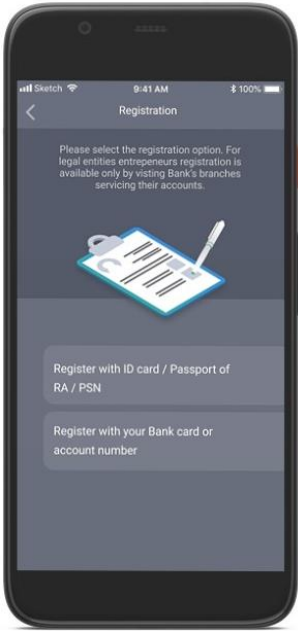 Sketch 9:41 AM 100%
Registration
Please select the registration option. For
legal entities entrepeneurs registration is
available only by visting Bank's branches
servicing their accounts.
Register with ID card / Passport of
RA / PSN
Register with your Bank card or
account number